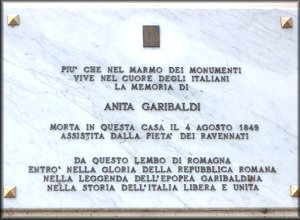 PIU' CHE NEL MARMO DEI MONUMENTI
VIVE NEL CUORE DEGLI ITALIANI
LA MEMORIA DI
ANITA GARIBALDI
MORTA IN QUESTA CASA IL 4 AGOSTO 1849
ASSISTITA DALLA PIETA' DEI RAVENNATI
DA QUESTO LEMBO DI ROMAGNA
ENTRO' NELLA GLORIA DELLA REPUBBLICA ROMANA
NELLA LEGGENDA DELL'EPOPEA GARIBALDINA
NELLA STORIA DELL'ITALIA LIBERA E UNITA